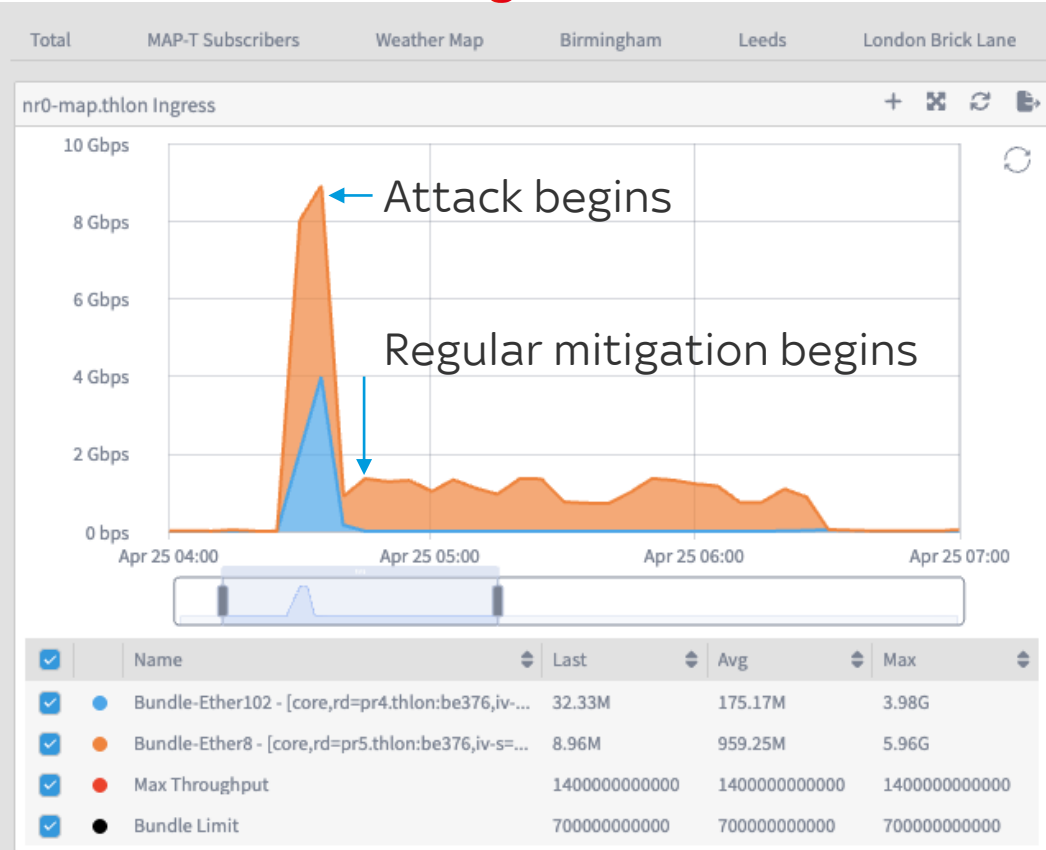 Total MAP-T Subscribers Weather Map Birmingham Leeds London Brick Lane
nr0-map.thlon Ingress
10 Gbps
Attack begins
8 Gbps
6 Gbps
Regular mitigation begins
4 Gbps
2 Gbps
0 bps
Apr 25 04:00 Apr 25 05:00 Apr 25 06:00 Apr 25 07:00
Name Last Avg Max
Bundle-Ether102 - [core,rd=pr4.thlon:be376,iv-... 32.33M 175.17M 3.98G
Bundle-Ether8 - [core,rd=pr5.thlon:be376,iv-s=... 8.96M 959.25M 5.96G
Max Throughput 1400000000000 1400000000000 1400000000000
Bundle Limit 700000000000 700000000000 700000000000